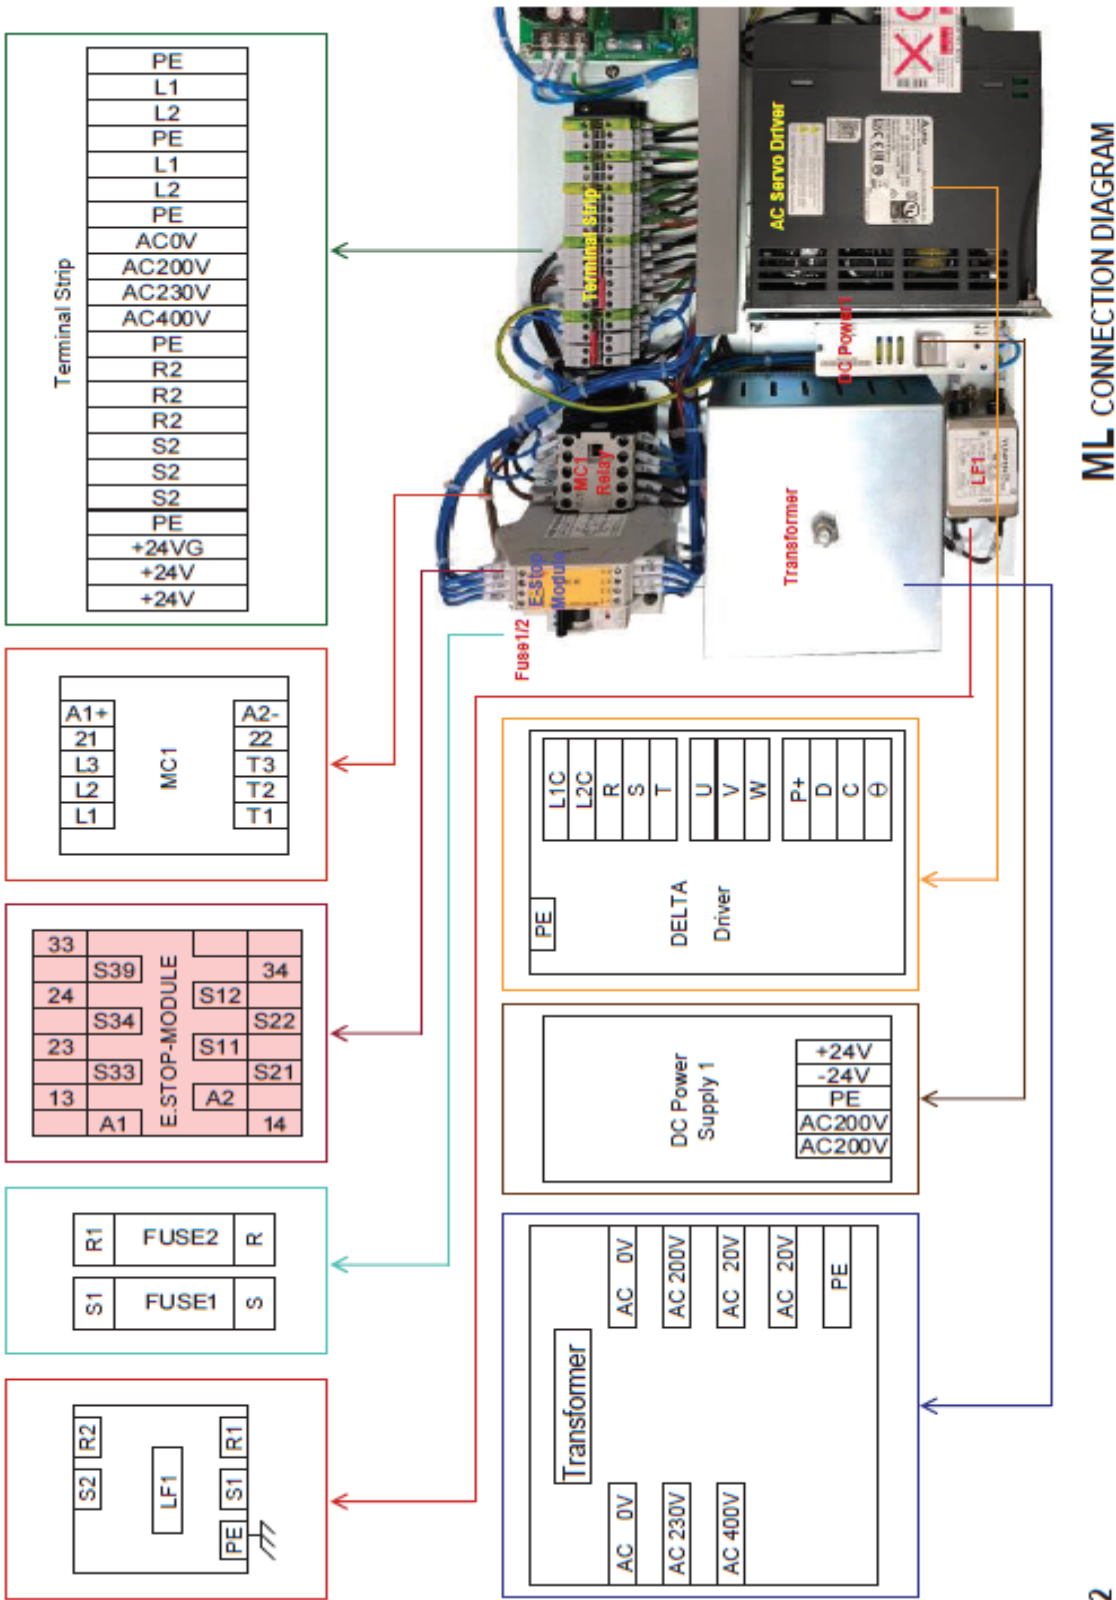 ML CONNECTION DIAGRAM
Terminal Strip
PE
L1
L2
PE
L1
L2
PE
AC0V
AC200V
AC230V
AC400V
PE
R2
R2
R2
S2
S2
S2
PE
+24VG
+24V
+24V
A1+
21
L3
L2
L1
MC1
A2-
22
T3
T2
T1
33
S39
24
S34
23
S33
13
A1
E.STOP-MODULE
34
S12
S22
S11
S21
A2
14
R1 FUSE2 R
S1 FUSE1 S
S2 R2
LF1
PE S1 R1
AC Servo Driver
Terminal Strip
DC Power1
MC1
Relay
E-Stop
Module
Fuse1/2
Transformer
LF1
PE
DELTA
Driver
L1C
L2C
R
S
T
U
V
W
P+
D
C
⊖
DC Power
Supply 1
+24V
-24V
PE
AC200V
AC200V
Transformer
AC 0V
AC 230V
AC 400V
AC 0V
AC 200V
AC 20V
AC 20V
PE
2